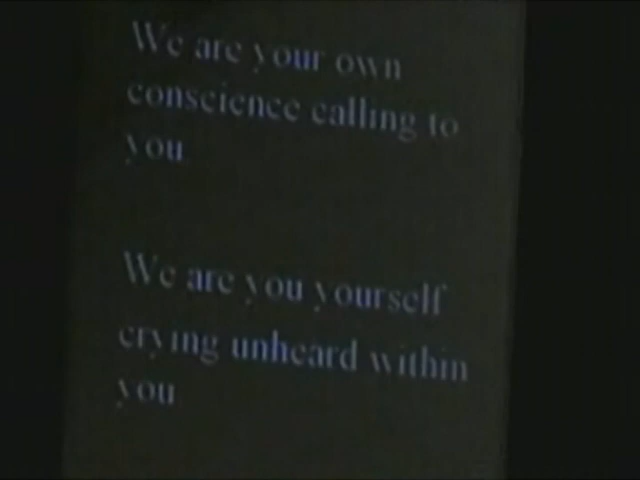 We are your own
conscience calling to
you
We are you yourself
crying unheard within
you